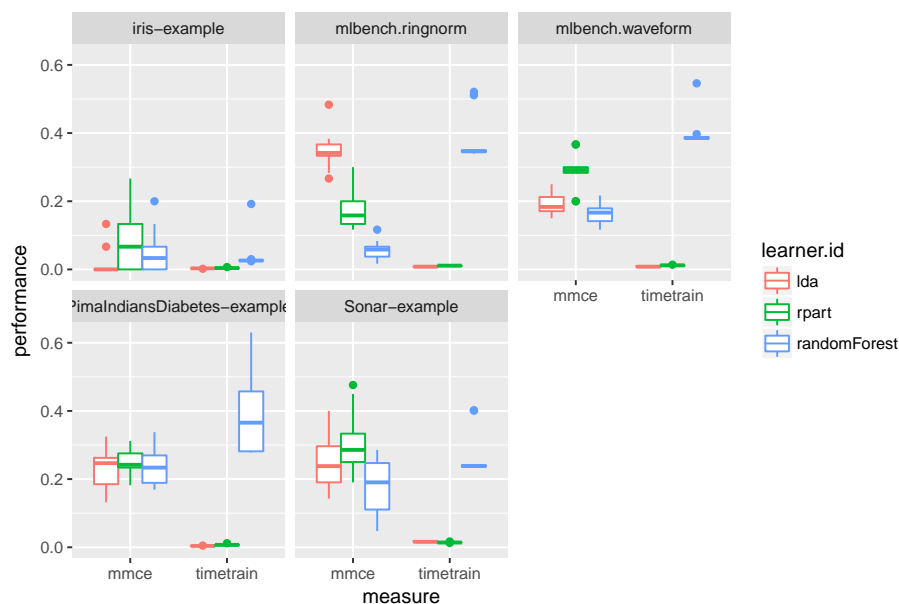 iris−example
mlbench.ringnorm
mlbench.waveform
0.6
0.4
0.2
0.0
PimaIndiansDiabetes−example
Sonar−example
mmce
timetrain
0.6
0.4
0.2
0.0
mmce
timetrain
mmce
timetrain
measure
performance
learner.id
lda
rpart
randomForest